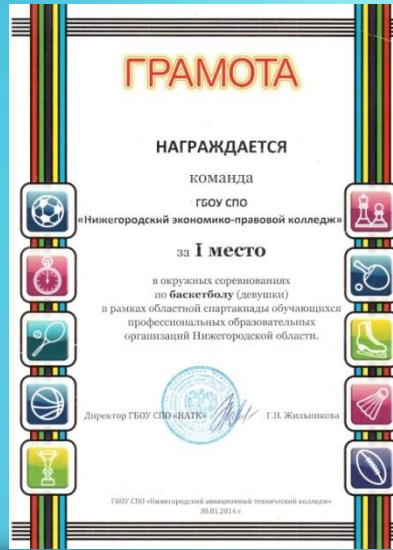 ГРАМОТА
НАГРАЖДАЕТСЯ
команда
ГБОУ СПО
«Нижегородский экономико-правовой колледж»
за I место
в окружных соревнованиях
по баскетболу (девушки)
в рамках областной спартакиады обучающихся
профессиональных образовательных
организаций Нижегородской области.
Директор ГБОУ СПО «НАТК» Г.Н. Жильникова
ГБОУ СПО «Нижегородский авиационный технический колледж»
30.01.2014 г.